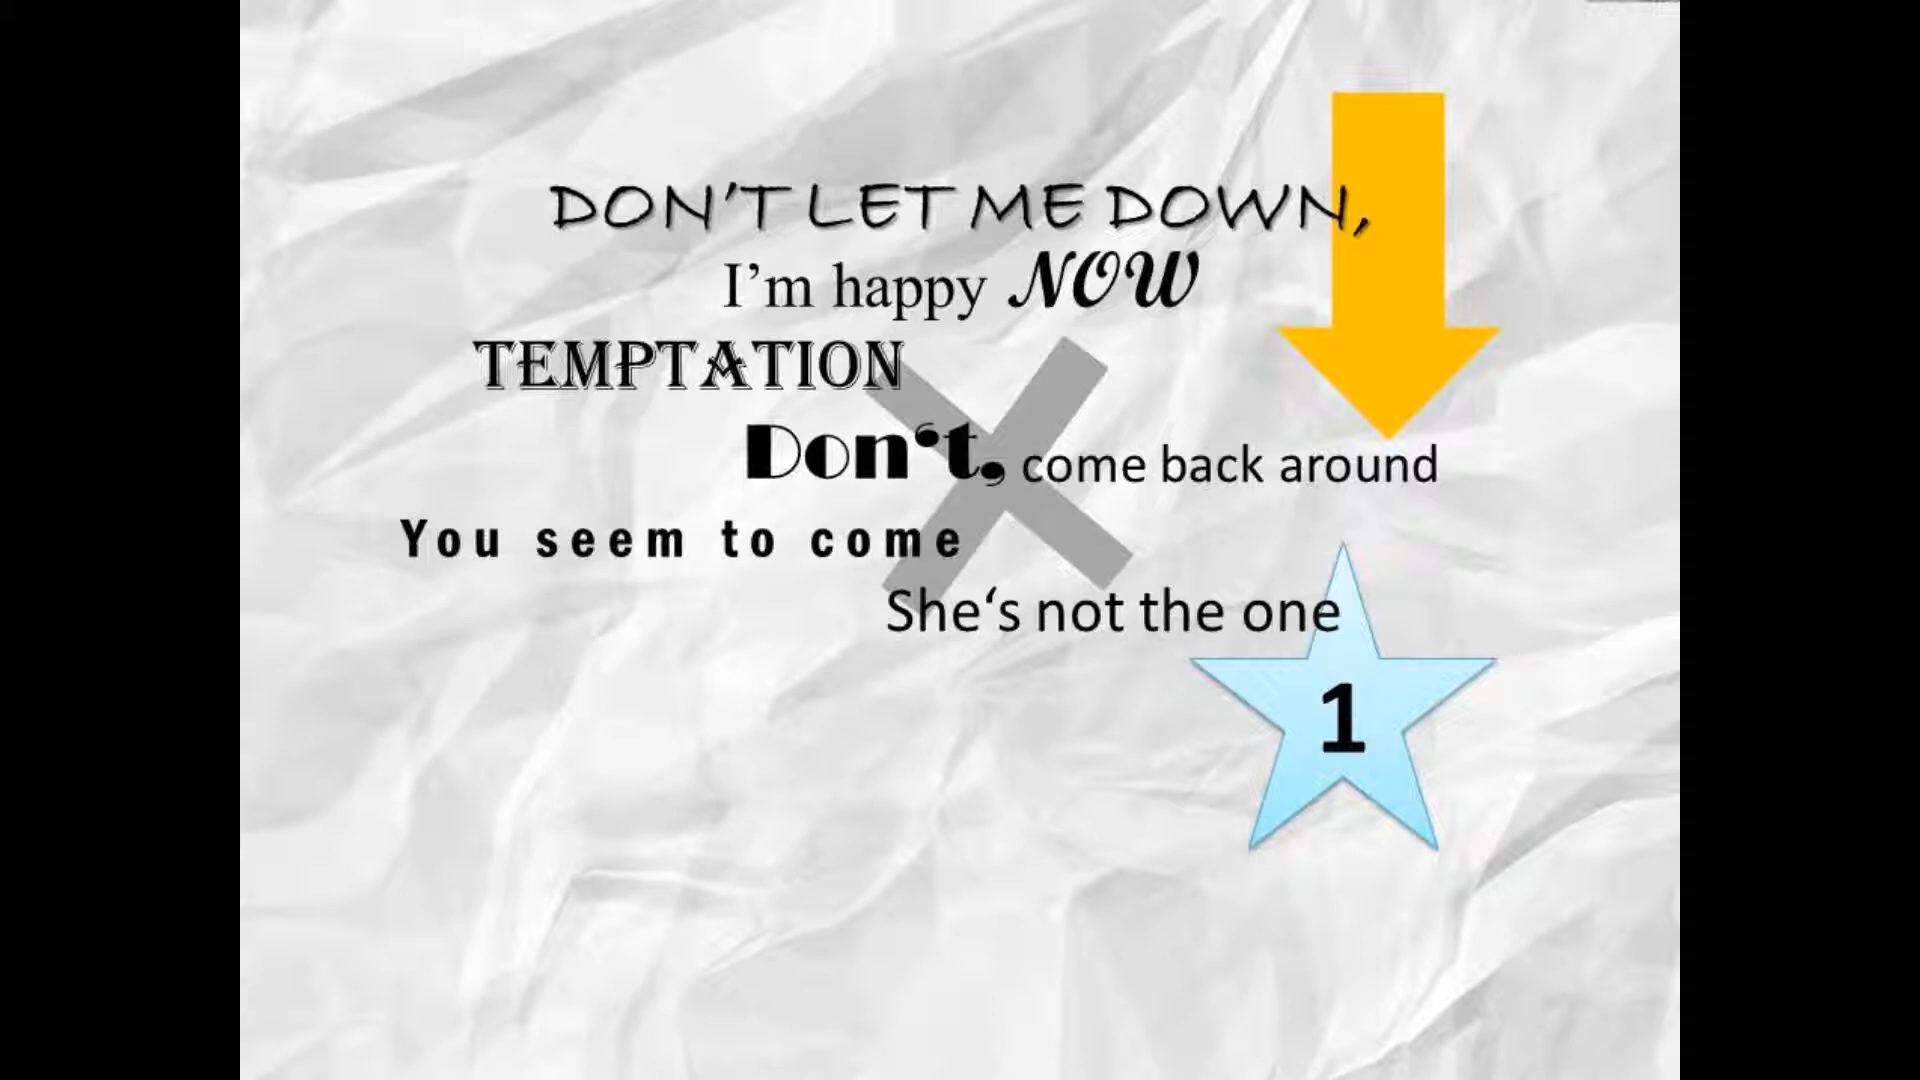 DON’T LET ME DOWN,
I’m happy NOW
TEMPTATION
Don‘t, come back around
You seem to come
She‘s not the one
1